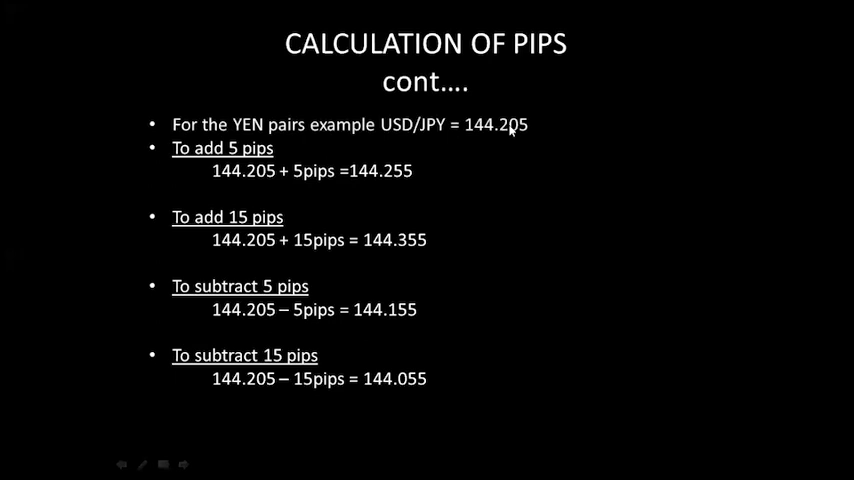 CALCULATION OF PIPS
cont....
• For the YEN pairs example USD/JPY = 144.205
• To add 5 pips
144.205 + 5pips =144.255
• To add 15 pips
144.205 + 15pips = 144.355
• To subtract 5 pips
144.205 – 5pips = 144.155
• To subtract 15 pips
144.205 – 15pips = 144.055